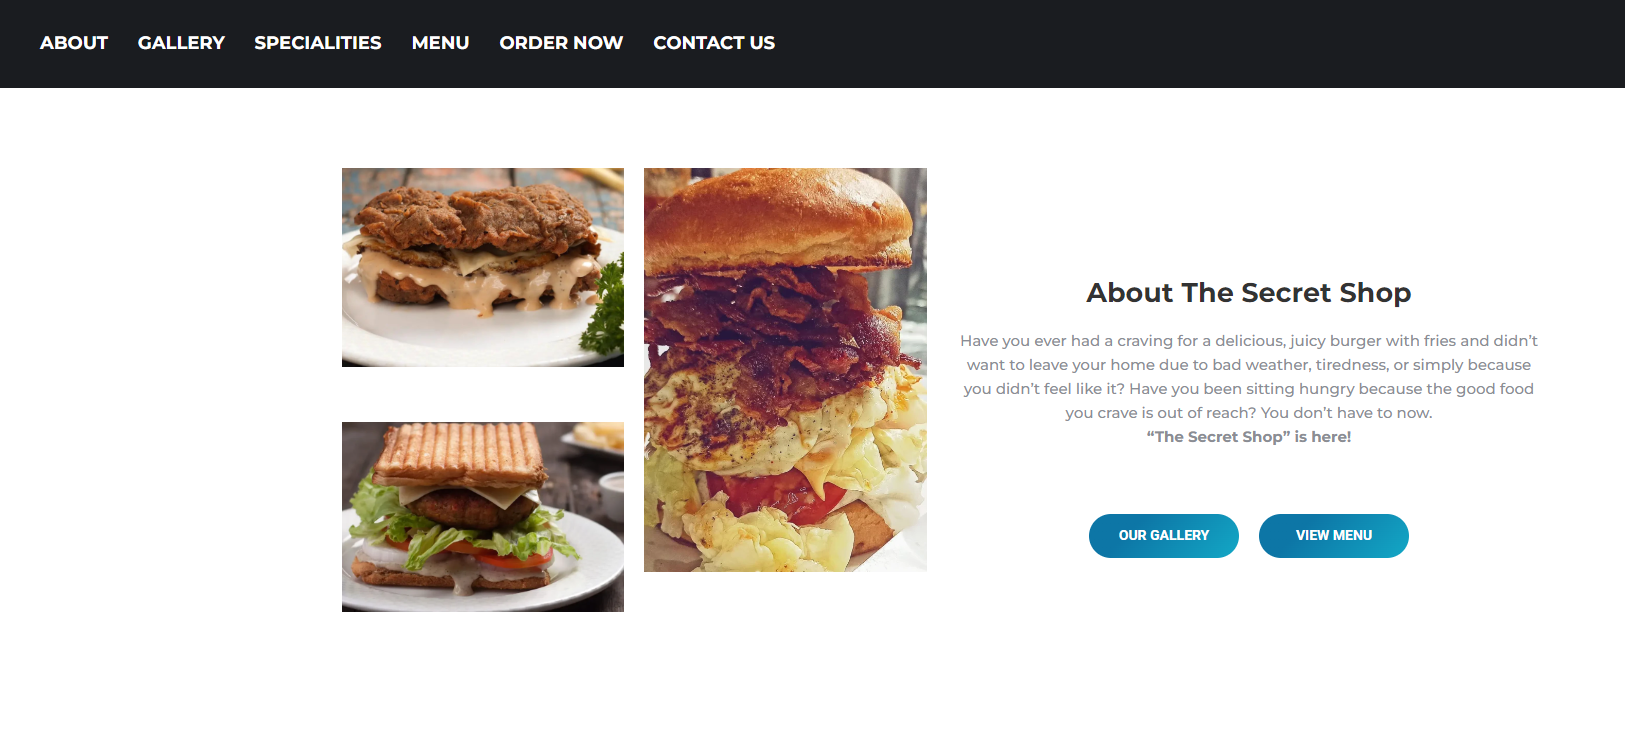 ABOUT GALLERY SPECIALITIES MENU ORDER NOW CONTACT US
About The Secret Shop
Have you ever had a craving for a delicious, juicy burger with fries and didn’t
want to leave your home due to bad weather, tiredness, or simply because
you didn’t feel like it? Have you been sitting hungry because the good food
you crave is out of reach? You don’t have to now.
“The Secret Shop” is here!
OUR GALLERY VIEW MENU